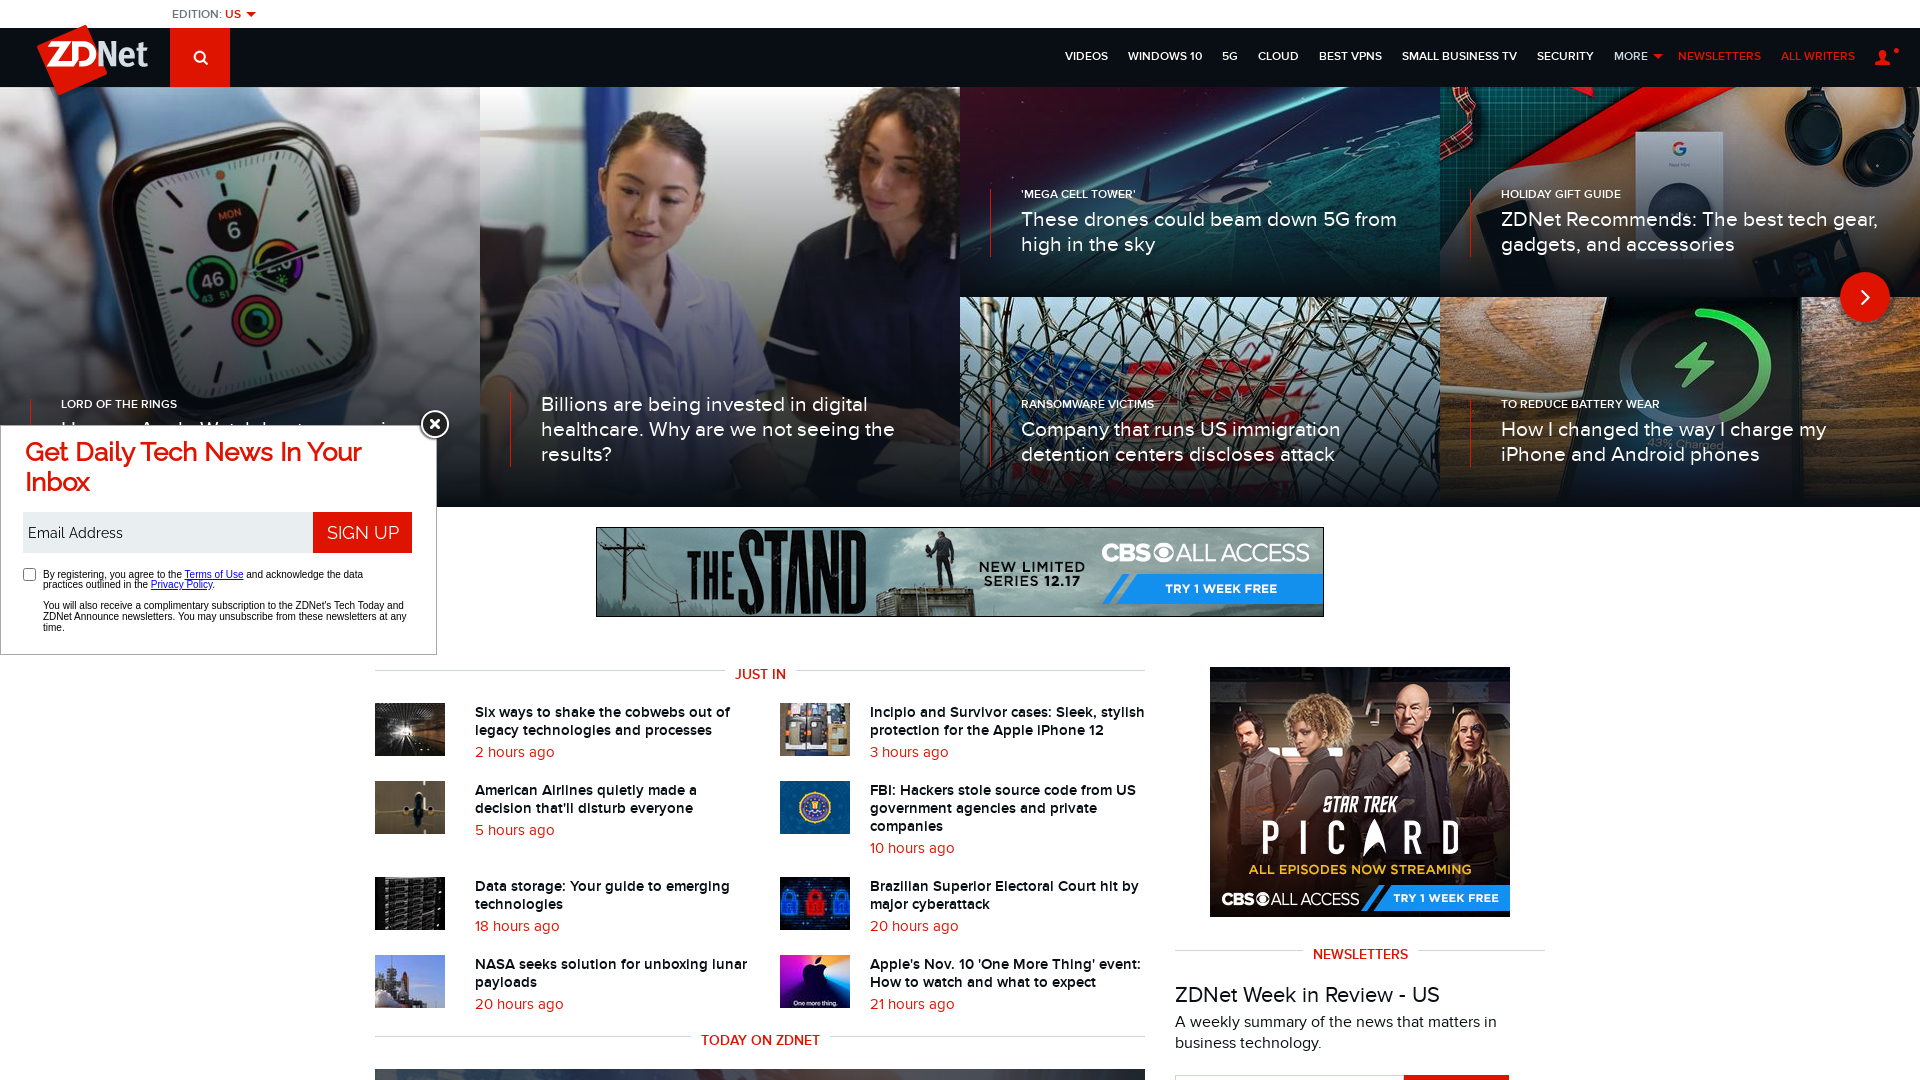 EDITION: US
ZDNet
VIDEOS WINDOWS 10 5G CLOUD BEST VPNS SMALL BUSINESS TV SECURITY MORE NEWSLETTERS ALL WRITERS
MON
6
46
43 51
2.0
LORD OF THE RINGS
Billions are being invested in digital
healthcare. Why are we not seeing the
results?
'MEGA CELL TOWER'
These drones could beam down 5G from
high in the sky
HOLIDAY GIFT GUIDE
ZDNet Recommends: The best tech gear,
gadgets, and accessories
RANSOMWARE VICTIMS
Company that runs US immigration
detention centers discloses attack
TO REDUCE BATTERY WEAR
How I changed the way I charge my
iPhone and Android phones
43% Charged
Get Daily Tech News In Your
Inbox
Email Address
SIGN UP
By registering, you agree to the Terms of Use and acknowledge the data
practices outlined in the Privacy Policy.
You will also receive a complimentary subscription to the ZDNet's Tech Today and
ZDNet Announce newsletters. You may unsubscribe from these newsletters at any
time.
THE STAND
NEW LIMITED
SERIES 12.17
CBS ALL ACCESS
TRY 1 WEEK FREE
JUST IN
Six ways to shake the cobwebs out of
legacy technologies and processes
2 hours ago
Incipio and Survivor cases: Sleek, stylish
protection for the Apple iPhone 12
3 hours ago
American Airlines quietly made a
decision that'll disturb everyone
5 hours ago
FBI: Hackers stole source code from US
government agencies and private
companies
10 hours ago
Data storage: Your guide to emerging
technologies
18 hours ago
Brazilian Superior Electoral Court hit by
major cyberattack
20 hours ago
NASA seeks solution for unboxing lunar
payloads
20 hours ago
One more thing.
Apple's Nov. 10 'One More Thing' event:
How to watch and what to expect
21 hours ago
TODAY ON ZDNET
STAR TREK
PICARD
ALL EPISODES NOW STREAMING
CBS ALL ACCESS
TRY 1 WEEK FREE
NEWSLETTERS
ZDNet Week in Review - US
A weekly summary of the news that matters in
business technology.